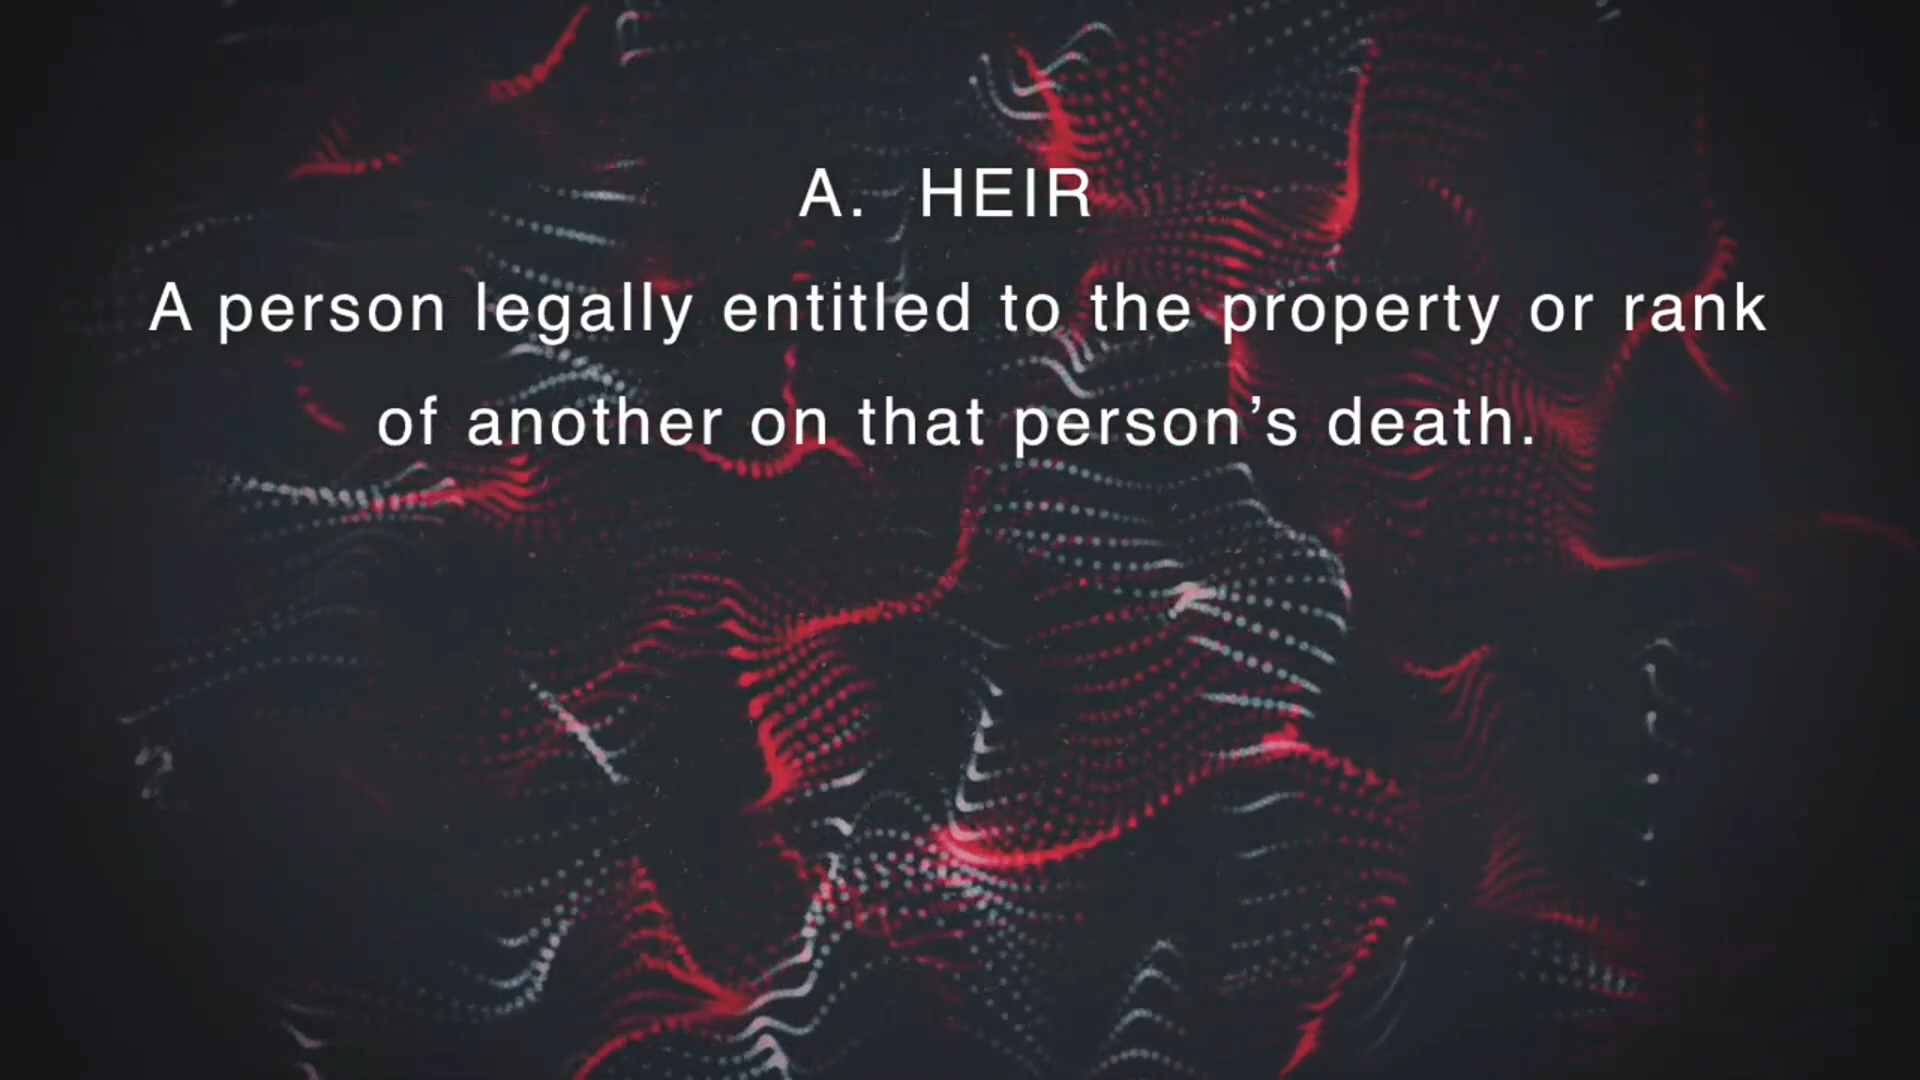 A. HEIR
A person legally entitled to the property or rank
of another on that person’s death.